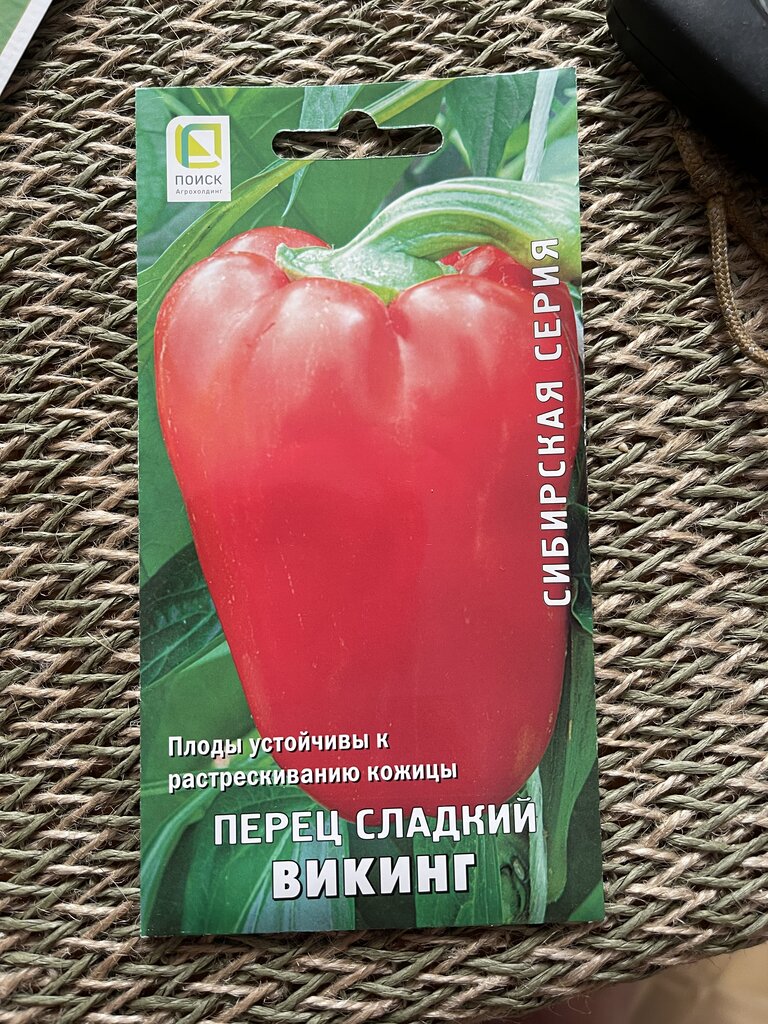 ПОИСК
Агрохолдинг
СИБИРСКАЯ СЕРИЯ
Плоды устойчивы к
растрескиванию кожицы
ПЕРЕЦ СЛАДКИЙ
ВИКИНГ